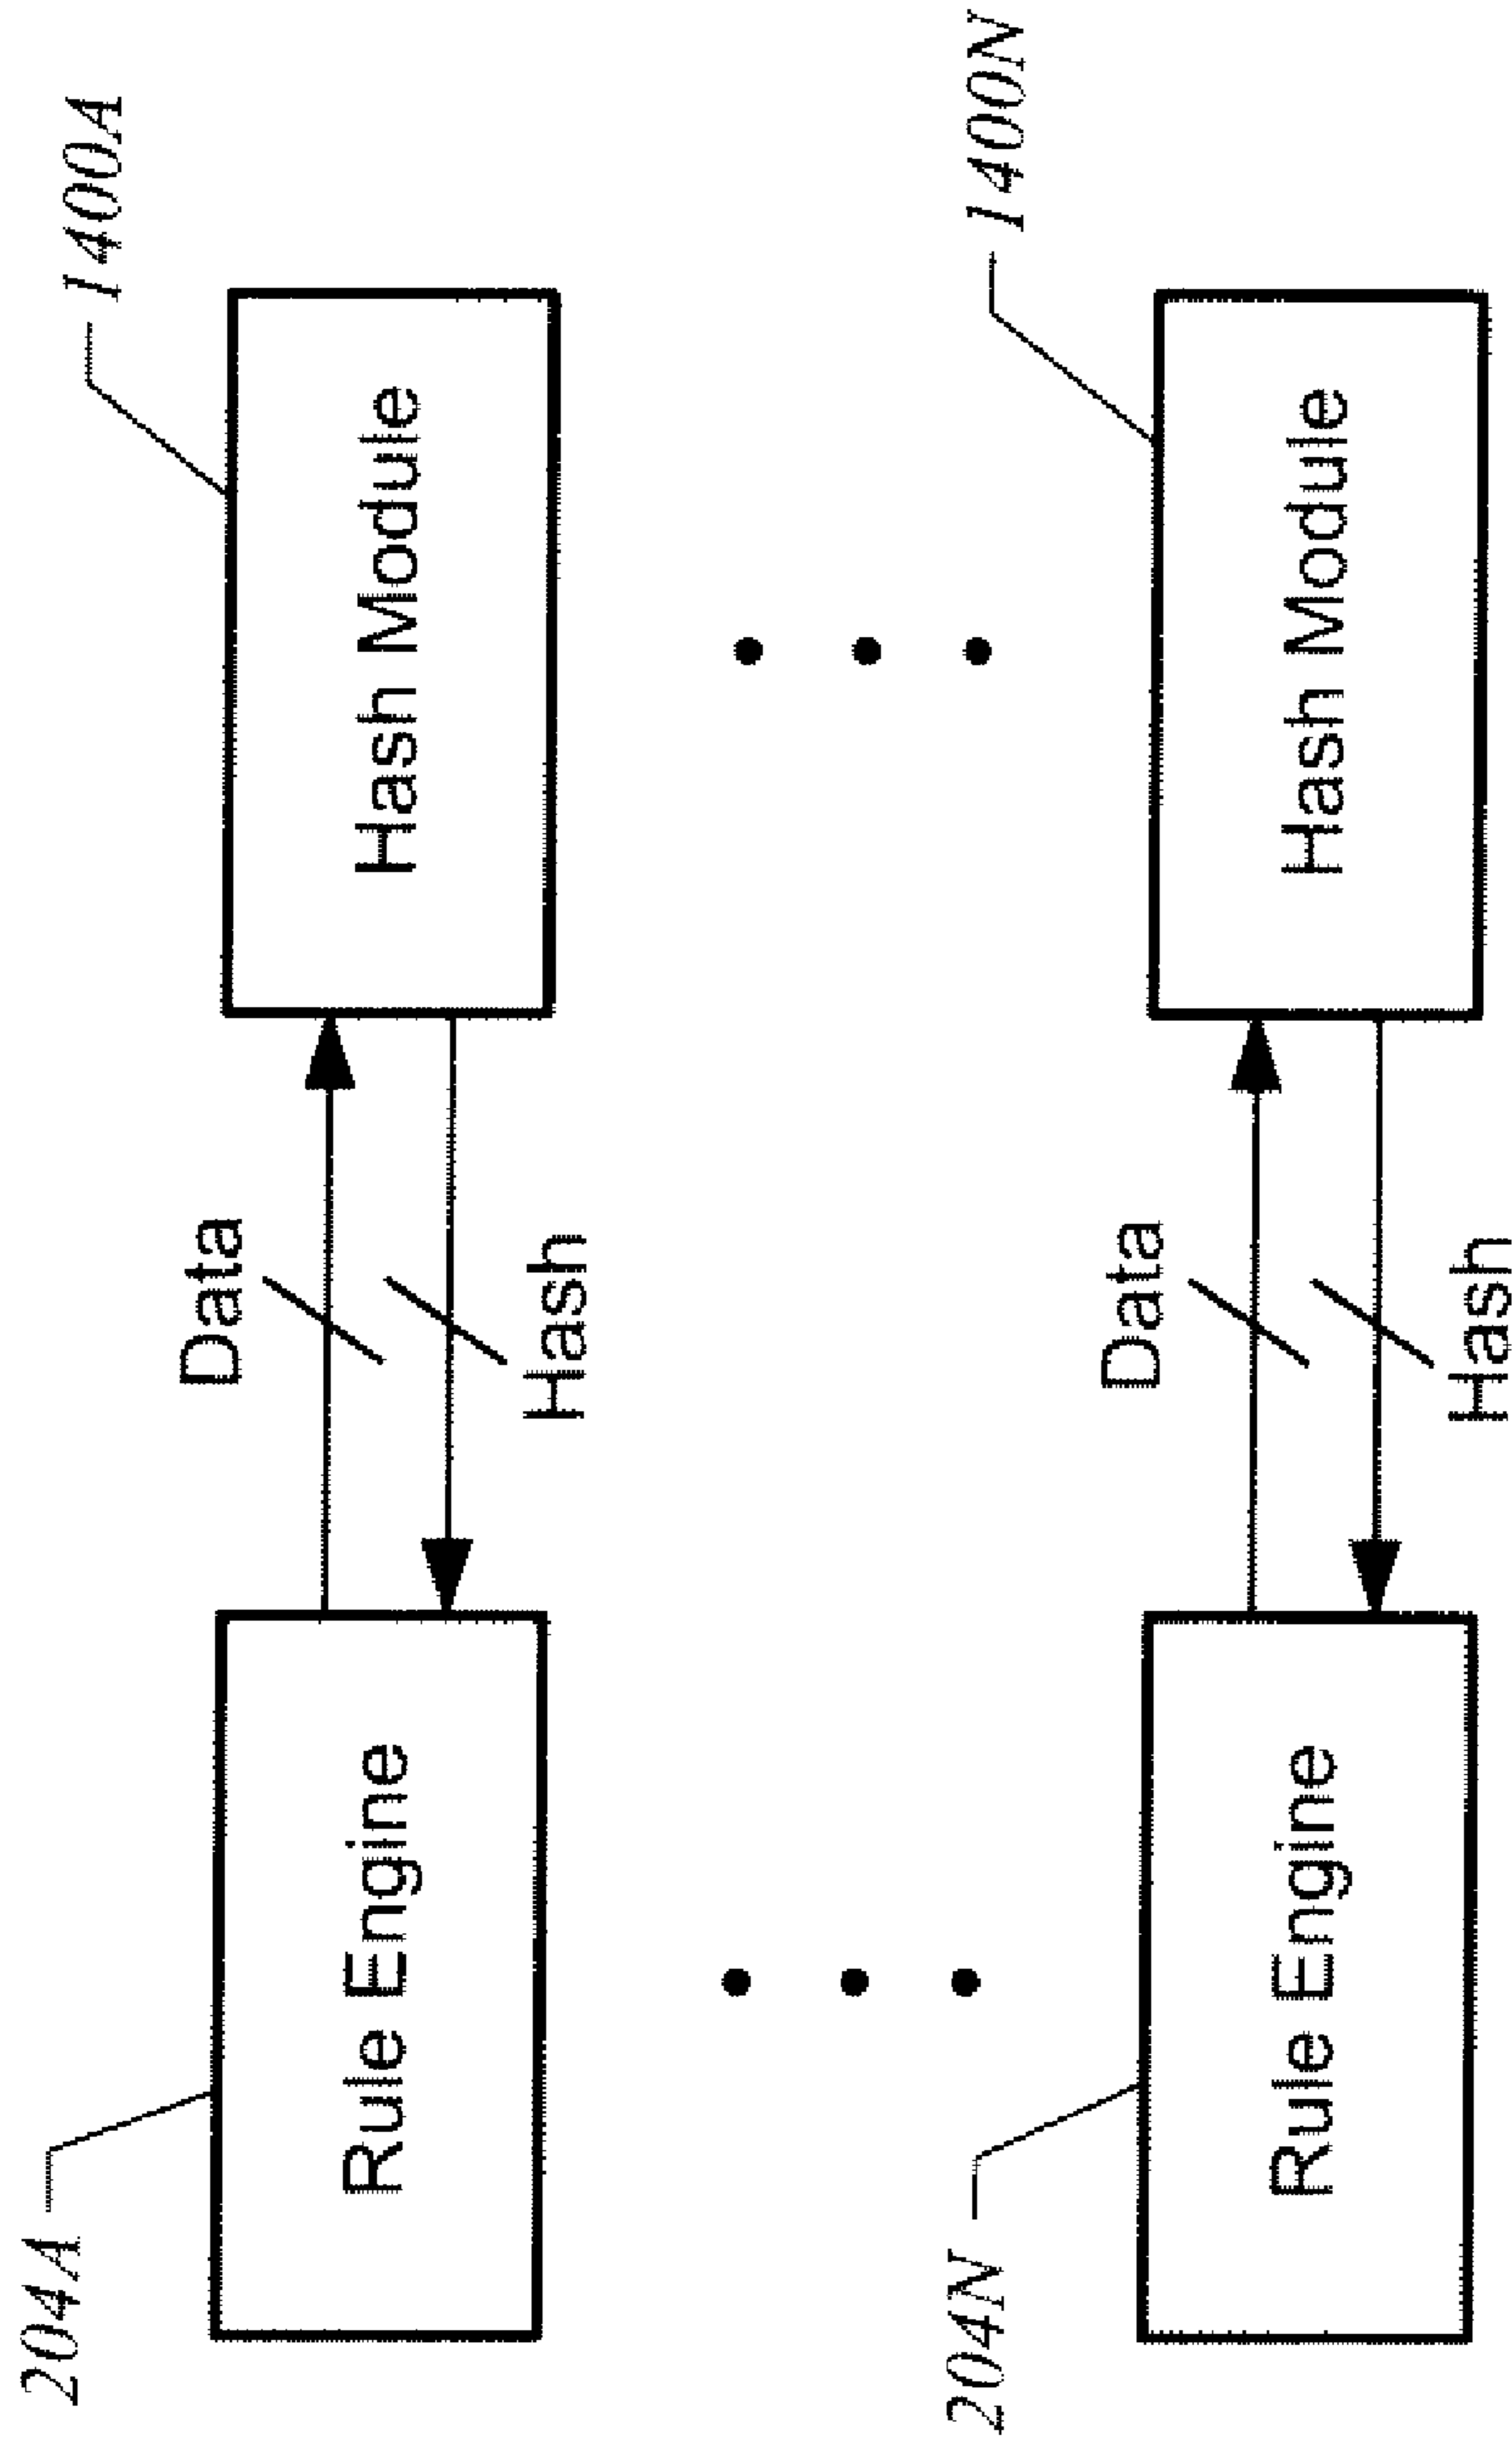 204A
Rule Engine
Data
Hash
1400A
Hash Module
204N
Rule Engine
Data
Hash
1400N
Hash Module